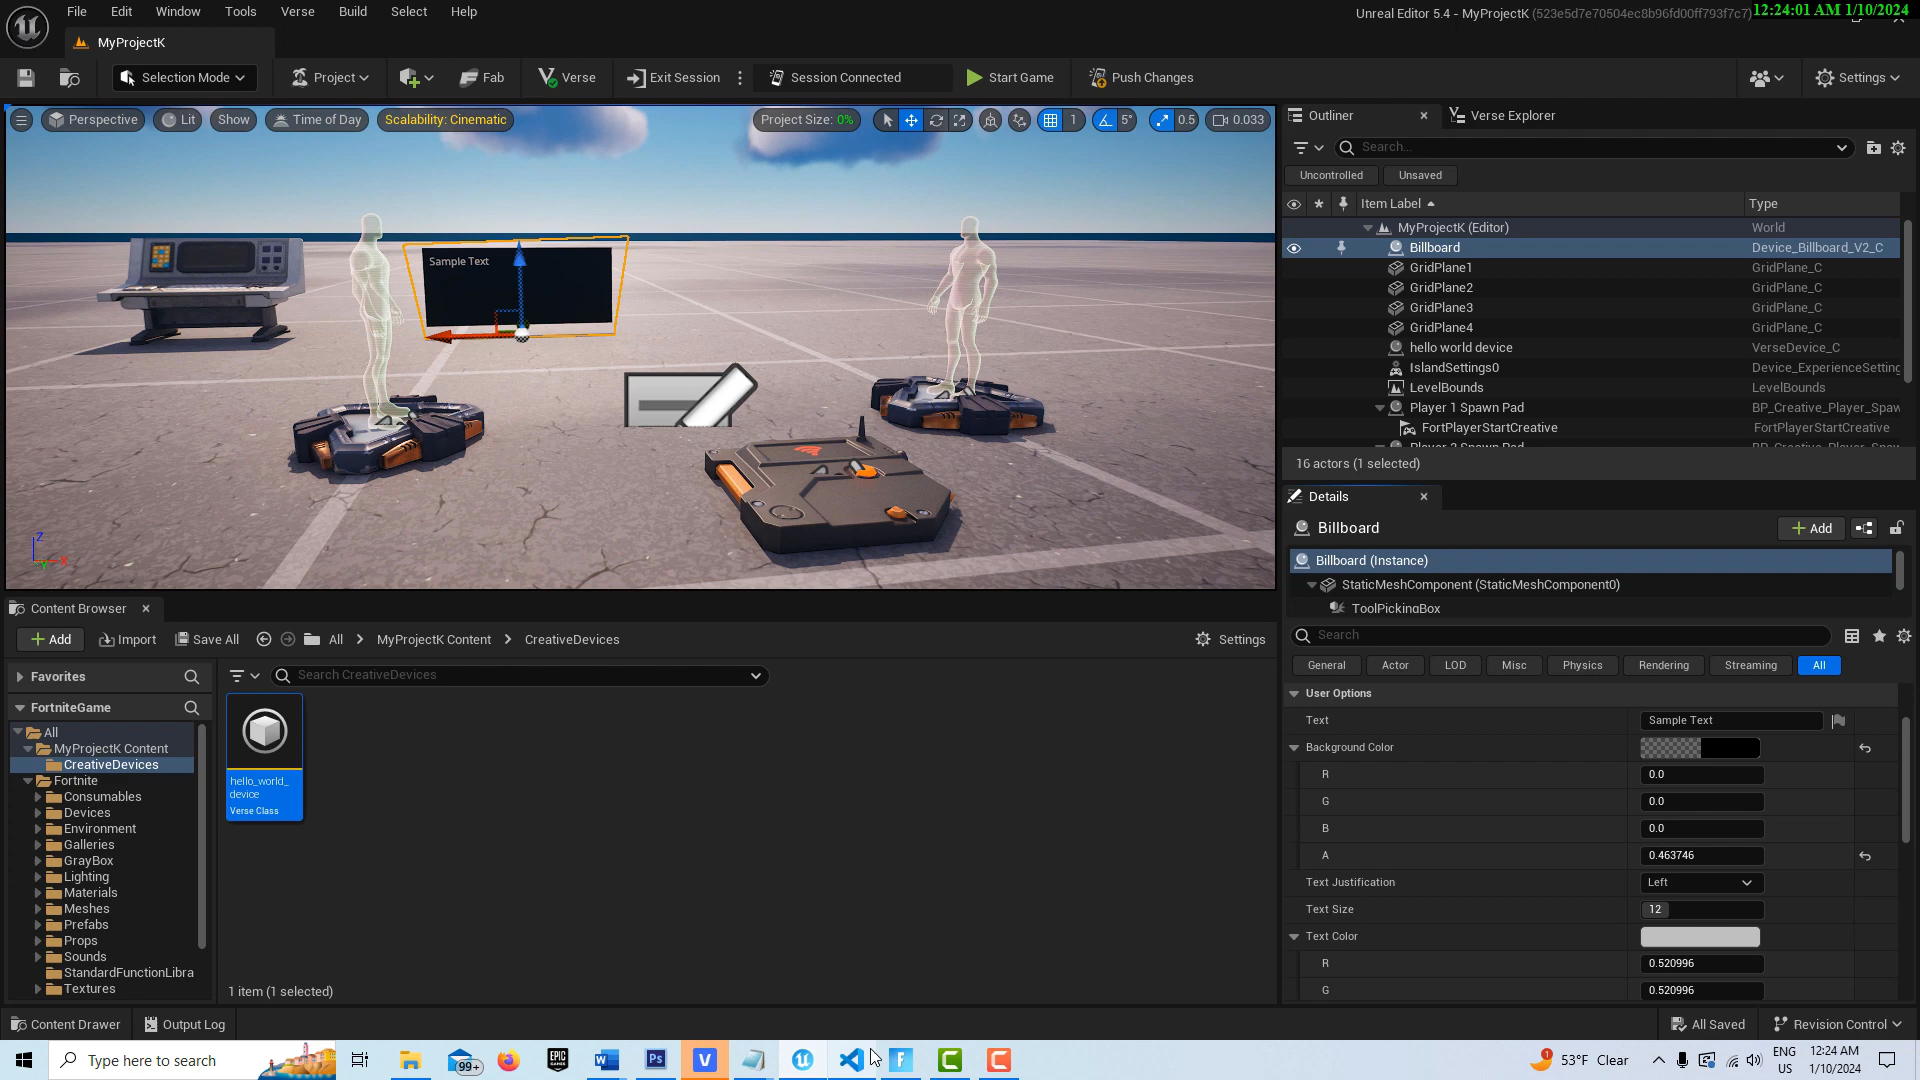 File Edit Window Tools Verse Build Select Help
Unreal Editor 5.4 - MyProjectK (523e5d7e70504ec8b96fd00ff793f7c7)
12:24:01 AM 1/10/2024
MyProjectK
Selection Mode Project Fab Verse Exit Session Session Connected Start Game Push Changes Settings
Perspective Lit Show Time of Day Scalability: Cinematic Project Size: 0% 1 5° 0.5 0.033
Sample Text
Z
X
Outliner Verse Explorer
Search...
Uncontrolled Unsaved
Item Label Type
MyProjectK (Editor) World
Billboard Device_Billboard_V2_C
GridPlane1 GridPlane_C
GridPlane2 GridPlane_C
GridPlane3 GridPlane_C
GridPlane4 GridPlane_C
hello world device VerseDevice_C
IslandSettings0 Device_ExperienceSetting
LevelBounds LevelBounds
Player 1 Spawn Pad BP_Creative_Player_Spaw
FortPlayerStartCreative FortPlayerStartCreative
16 actors (1 selected)
Details
Billboard Add
Billboard (Instance)
StaticMeshComponent (StaticMeshComponent0)
ToolPickingBox
Search
General Actor LOD Misc Physics Rendering Streaming All
User Options
Text Sample Text
Background Color
R 0.0
G 0.0
B 0.0
A 0.463746
Text Justification Left
Text Size 12
Text Color
R 0.520996
G 0.520996
Content Browser
Add Import Save All All MyProjectK Content CreativeDevices Settings
Favorites
Search CreativeDevices
FortniteGame
All
MyProjectK Content
CreativeDevices
Fortnite
Consumables
Devices
Environment
Galleries
GrayBox
Lighting
Materials
Meshes
Prefabs
Props
Sounds
StandardFunctionLibra
Textures
hello_world_
device
Verse Class
1 item (1 selected)
Content Drawer Output Log All Saved Revision Control
Type here to search
99+
EPIC
GAMES
1
53°F Clear
ENG
US
12:24 AM
1/10/2024